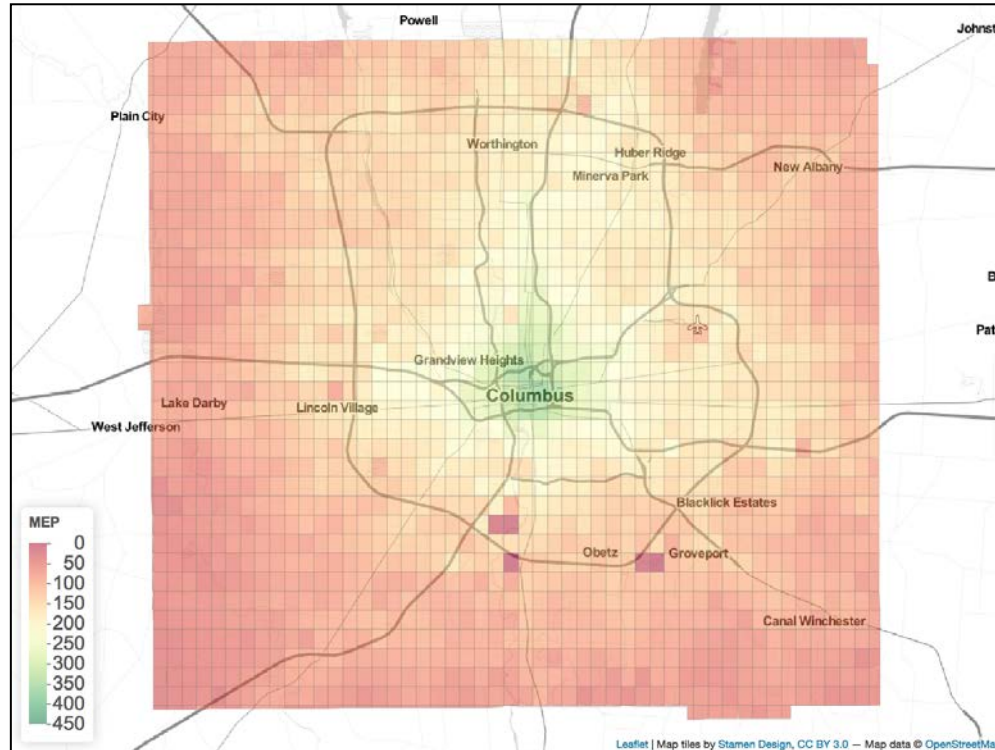 Powell
Johnst
Plain City
Worthington
Huber Ridge
Minerva Park
New Albany
B
Pat
Grandview Heights
Columbus
Lake Darby
Lincoln Village
West Jefferson
Blacklick Estates
Obetz
Groveport
Canal Winchester
MEP
0
50
100
150
200
250
300
350
400
450
Leaflet | Map tiles by Stamen Design, CC BY 3.0 — Map data © OpenStreetMa